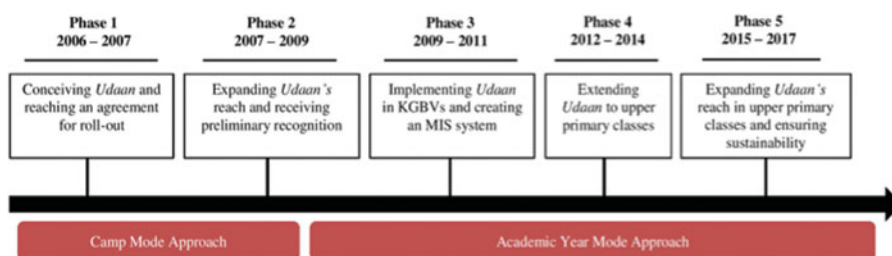 Phase 1
2006 – 2007
Phase 2
2007 – 2009
Phase 3
2009 – 2011
Phase 4
2012 – 2014
Phase 5
2015 – 2017
Conceiving Udaan and
reaching an agreement
for roll-out
Expanding Udaan's
reach and receiving
preliminary recognition
Implementing Udaan
in KGBVs and creating
an MIS system
Extending
Udaan to upper
primary classes
Expanding Udaan's
reach in upper primary
classes and ensuring
sustainability
Camp Mode Approach
Academic Year Mode Approach